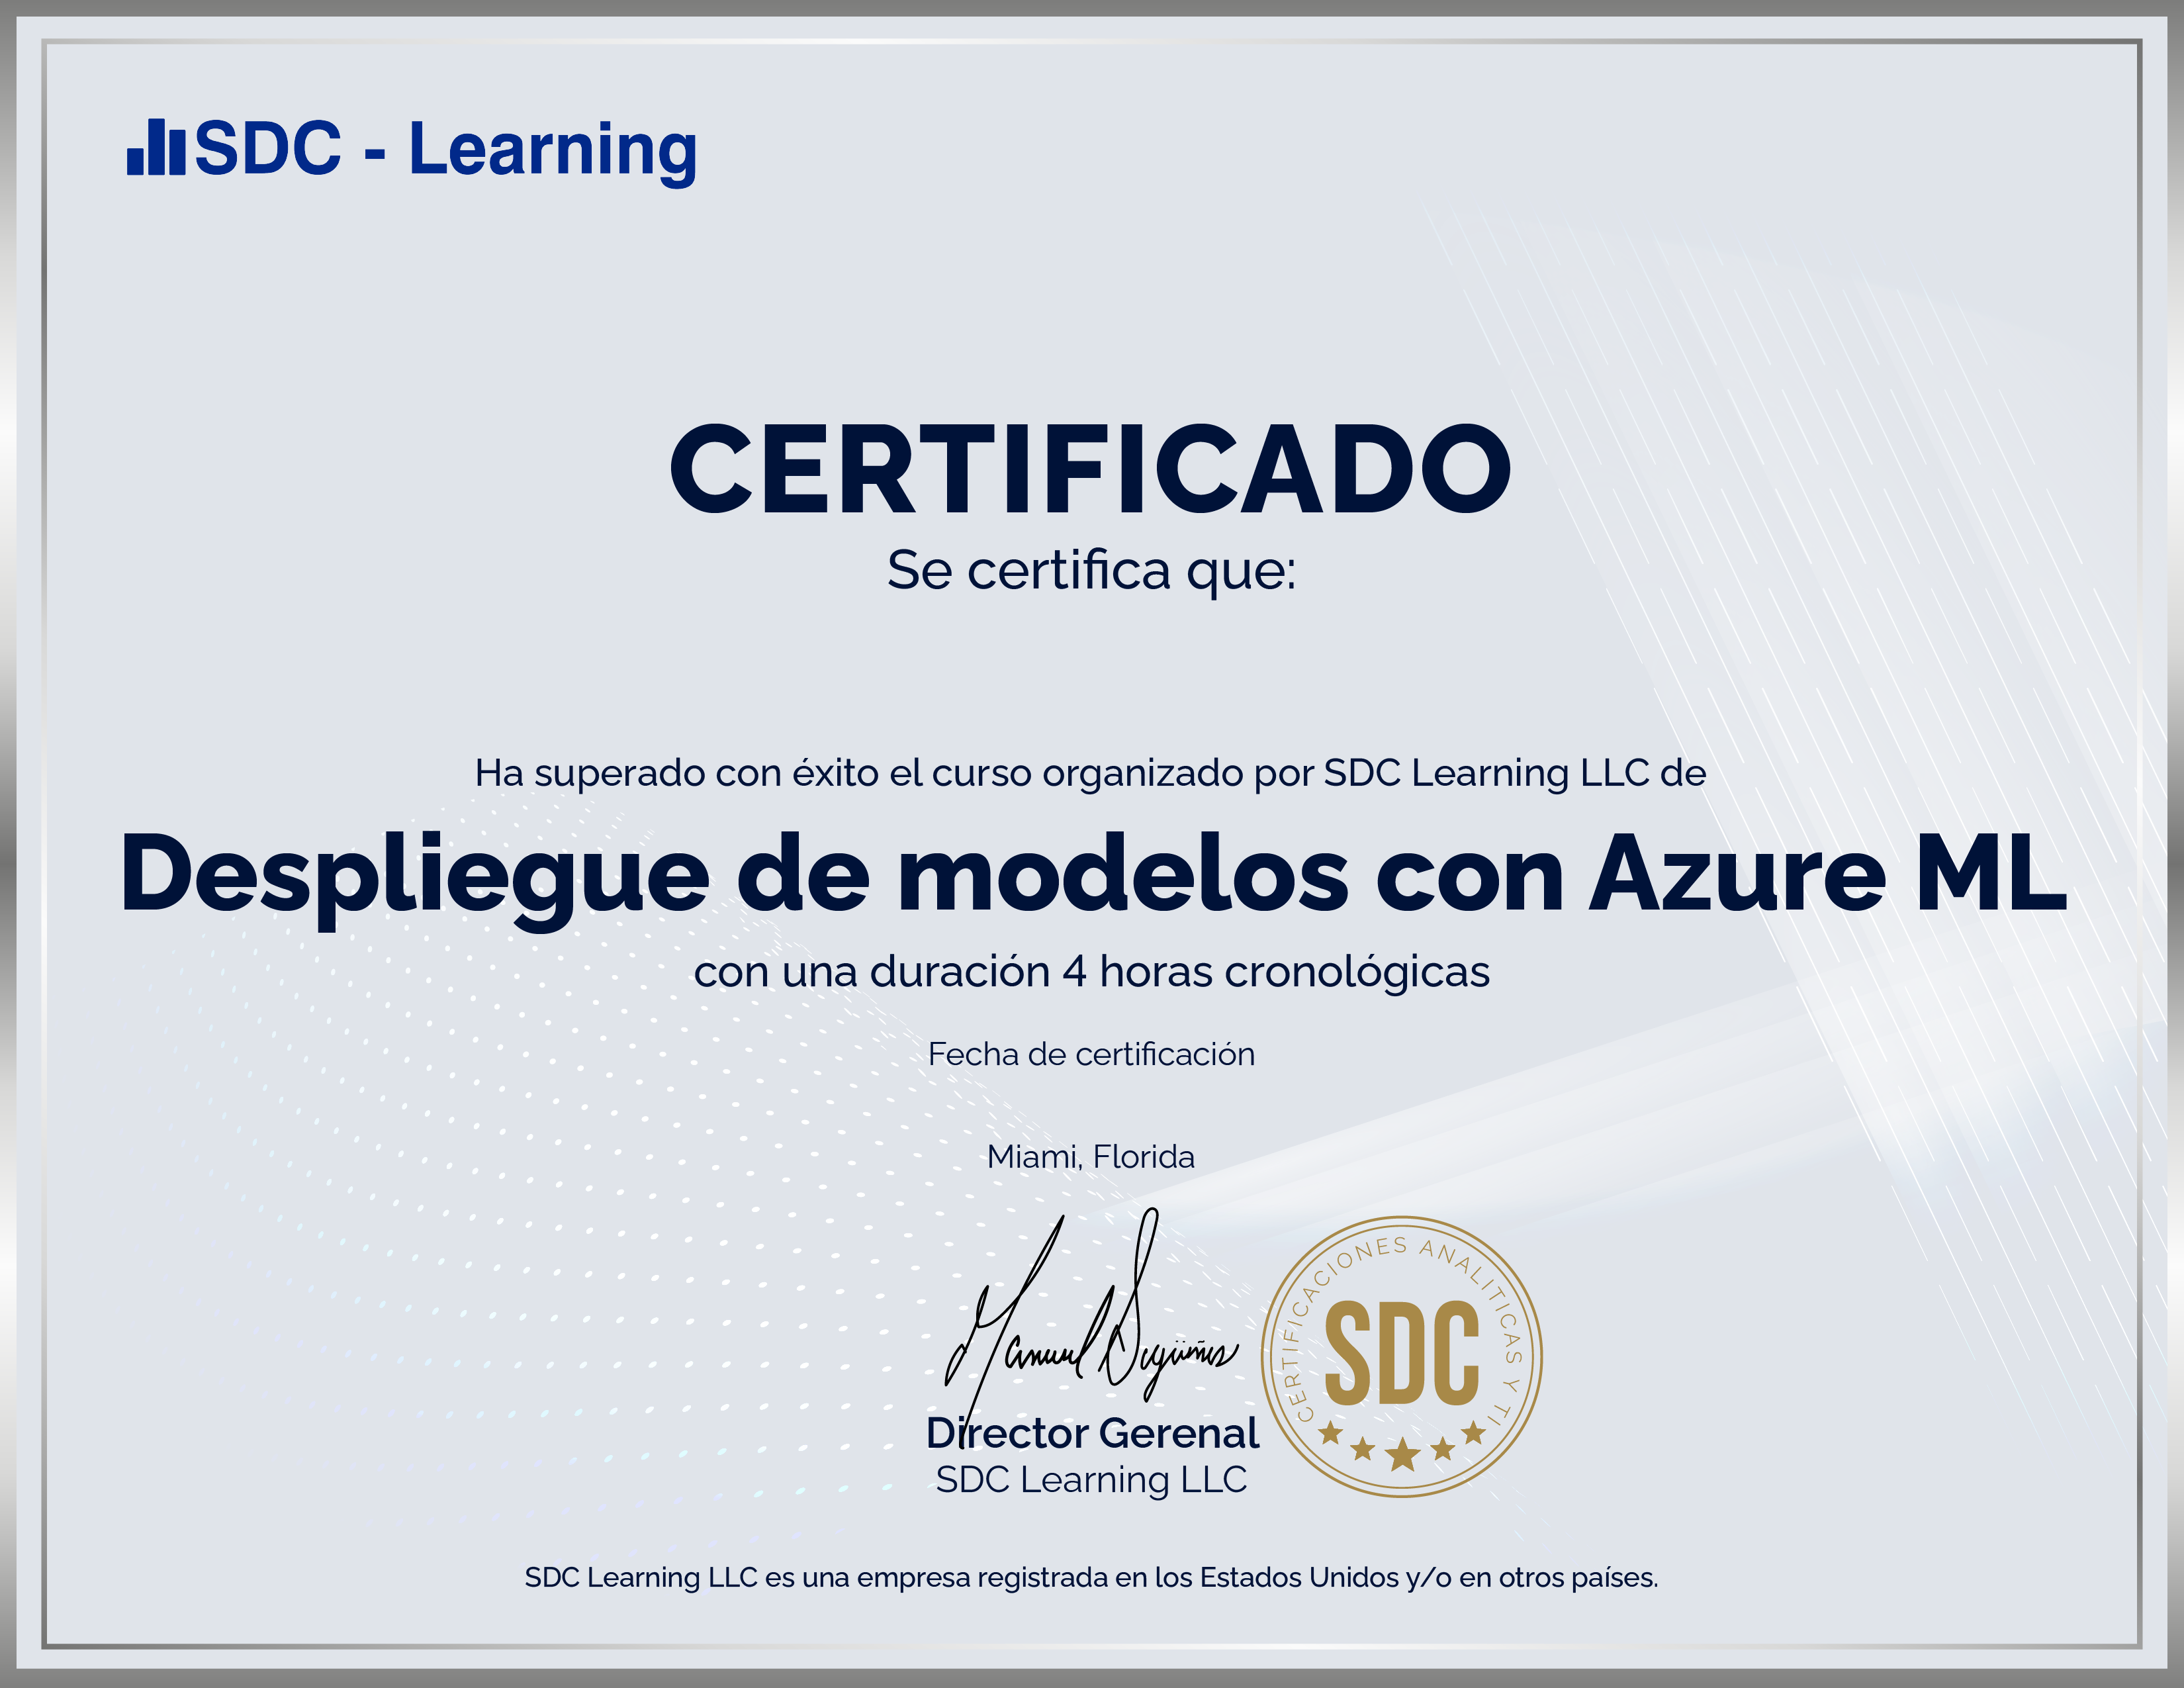 SDC - Learning
CERTIFICADO
Se certifica que:
Ha superado con éxito el curso organizado por SDC Learning LLC de
Despliegue de modelos con Azure ML
con una duración 4 horas cronológicas
Fecha de certificación
Miami, Florida
CERTIFICACIONES ANALITICAS Y TI
SDC
Director Gerenal
SDC Learning LLC
SDC Learning LLC es una empresa registrada en los Estados Unidos y/o en otros países.